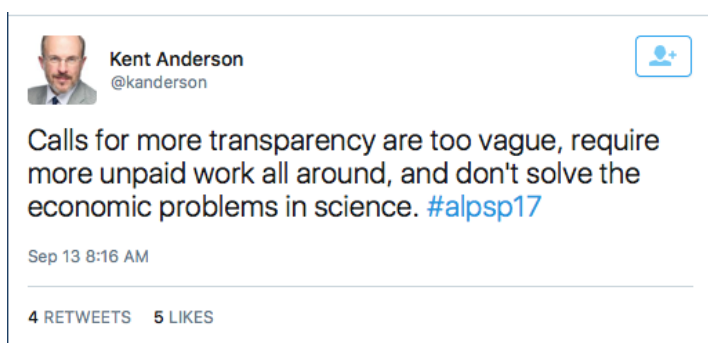 Kent Anderson
@kanderson
Calls for more transparency are too vague, require
more unpaid work all around, and don't solve the
economic problems in science. #alpsp17
Sep 13 8:16 AM
4 RETWEETS 5 LIKES